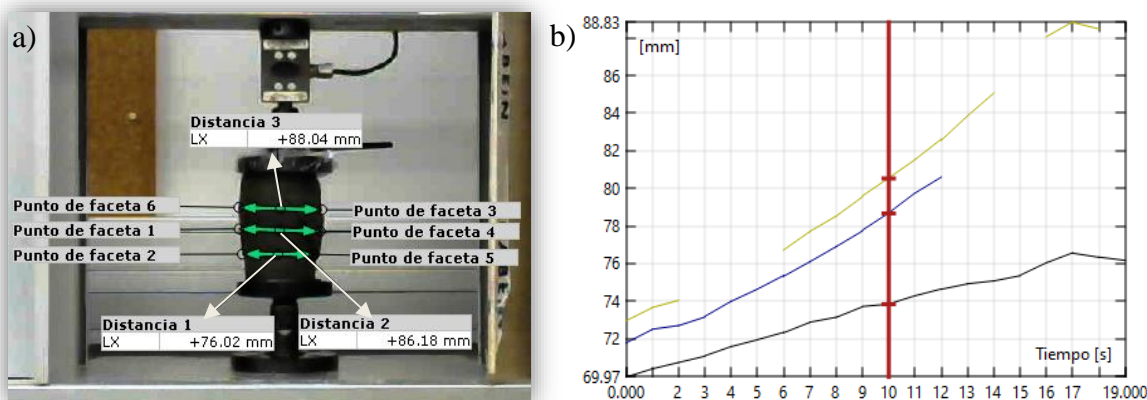 a)
Distancia 3
LX +88.04 mm
Punto de faceta 6
Punto de faceta 3
Punto de faceta 1
Punto de faceta 4
Punto de faceta 2
Punto de faceta 5
Distancia 1
LX +76.02 mm
Distancia 2
LX +86.18 mm
b)
[mm]
88.83
86
84
82
80
78
76
74
72
69.97
Tiempo [s]
0.000 2 3 4 5 6 7 8 9 10 11 12 13 14 15 16 17 19.000